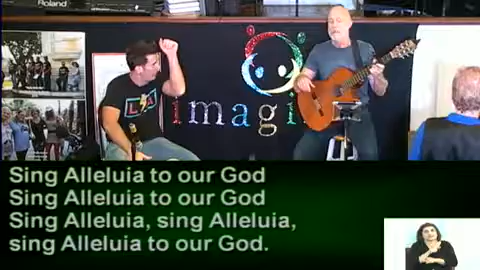 Roland
imagi
Sing Alleluia to our God
Sing Alleluia to our God
Sing Alleluia, sing Alleluia,
sing Alleluia to our God.